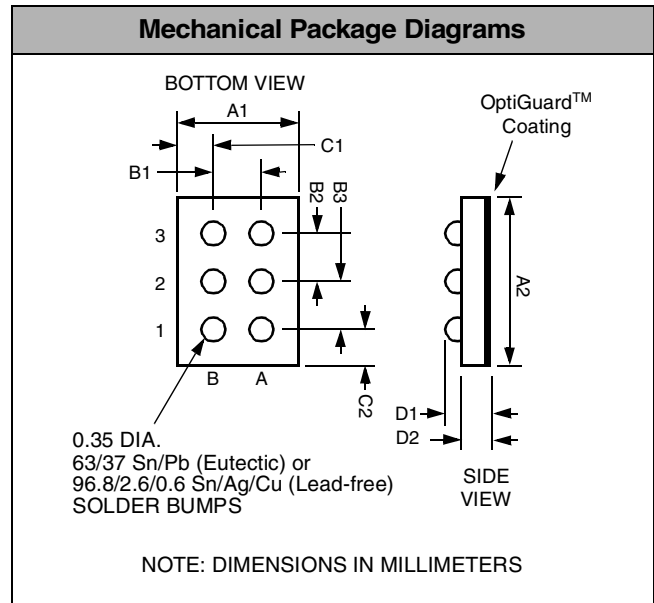 Mechanical Package Diagrams
BOTTOM VIEW
OptiGuard™
Coating
A1
C1
B1
B2
B3
3
2
1
B A
C2
A2
D1
D2
SIDE
VIEW
0.35 DIA.
63/37 Sn/Pb (Eutectic) or
96.8/2.6/0.6 Sn/Ag/Cu (Lead-free)
SOLDER BUMPS
NOTE: DIMENSIONS IN MILLIMETERS